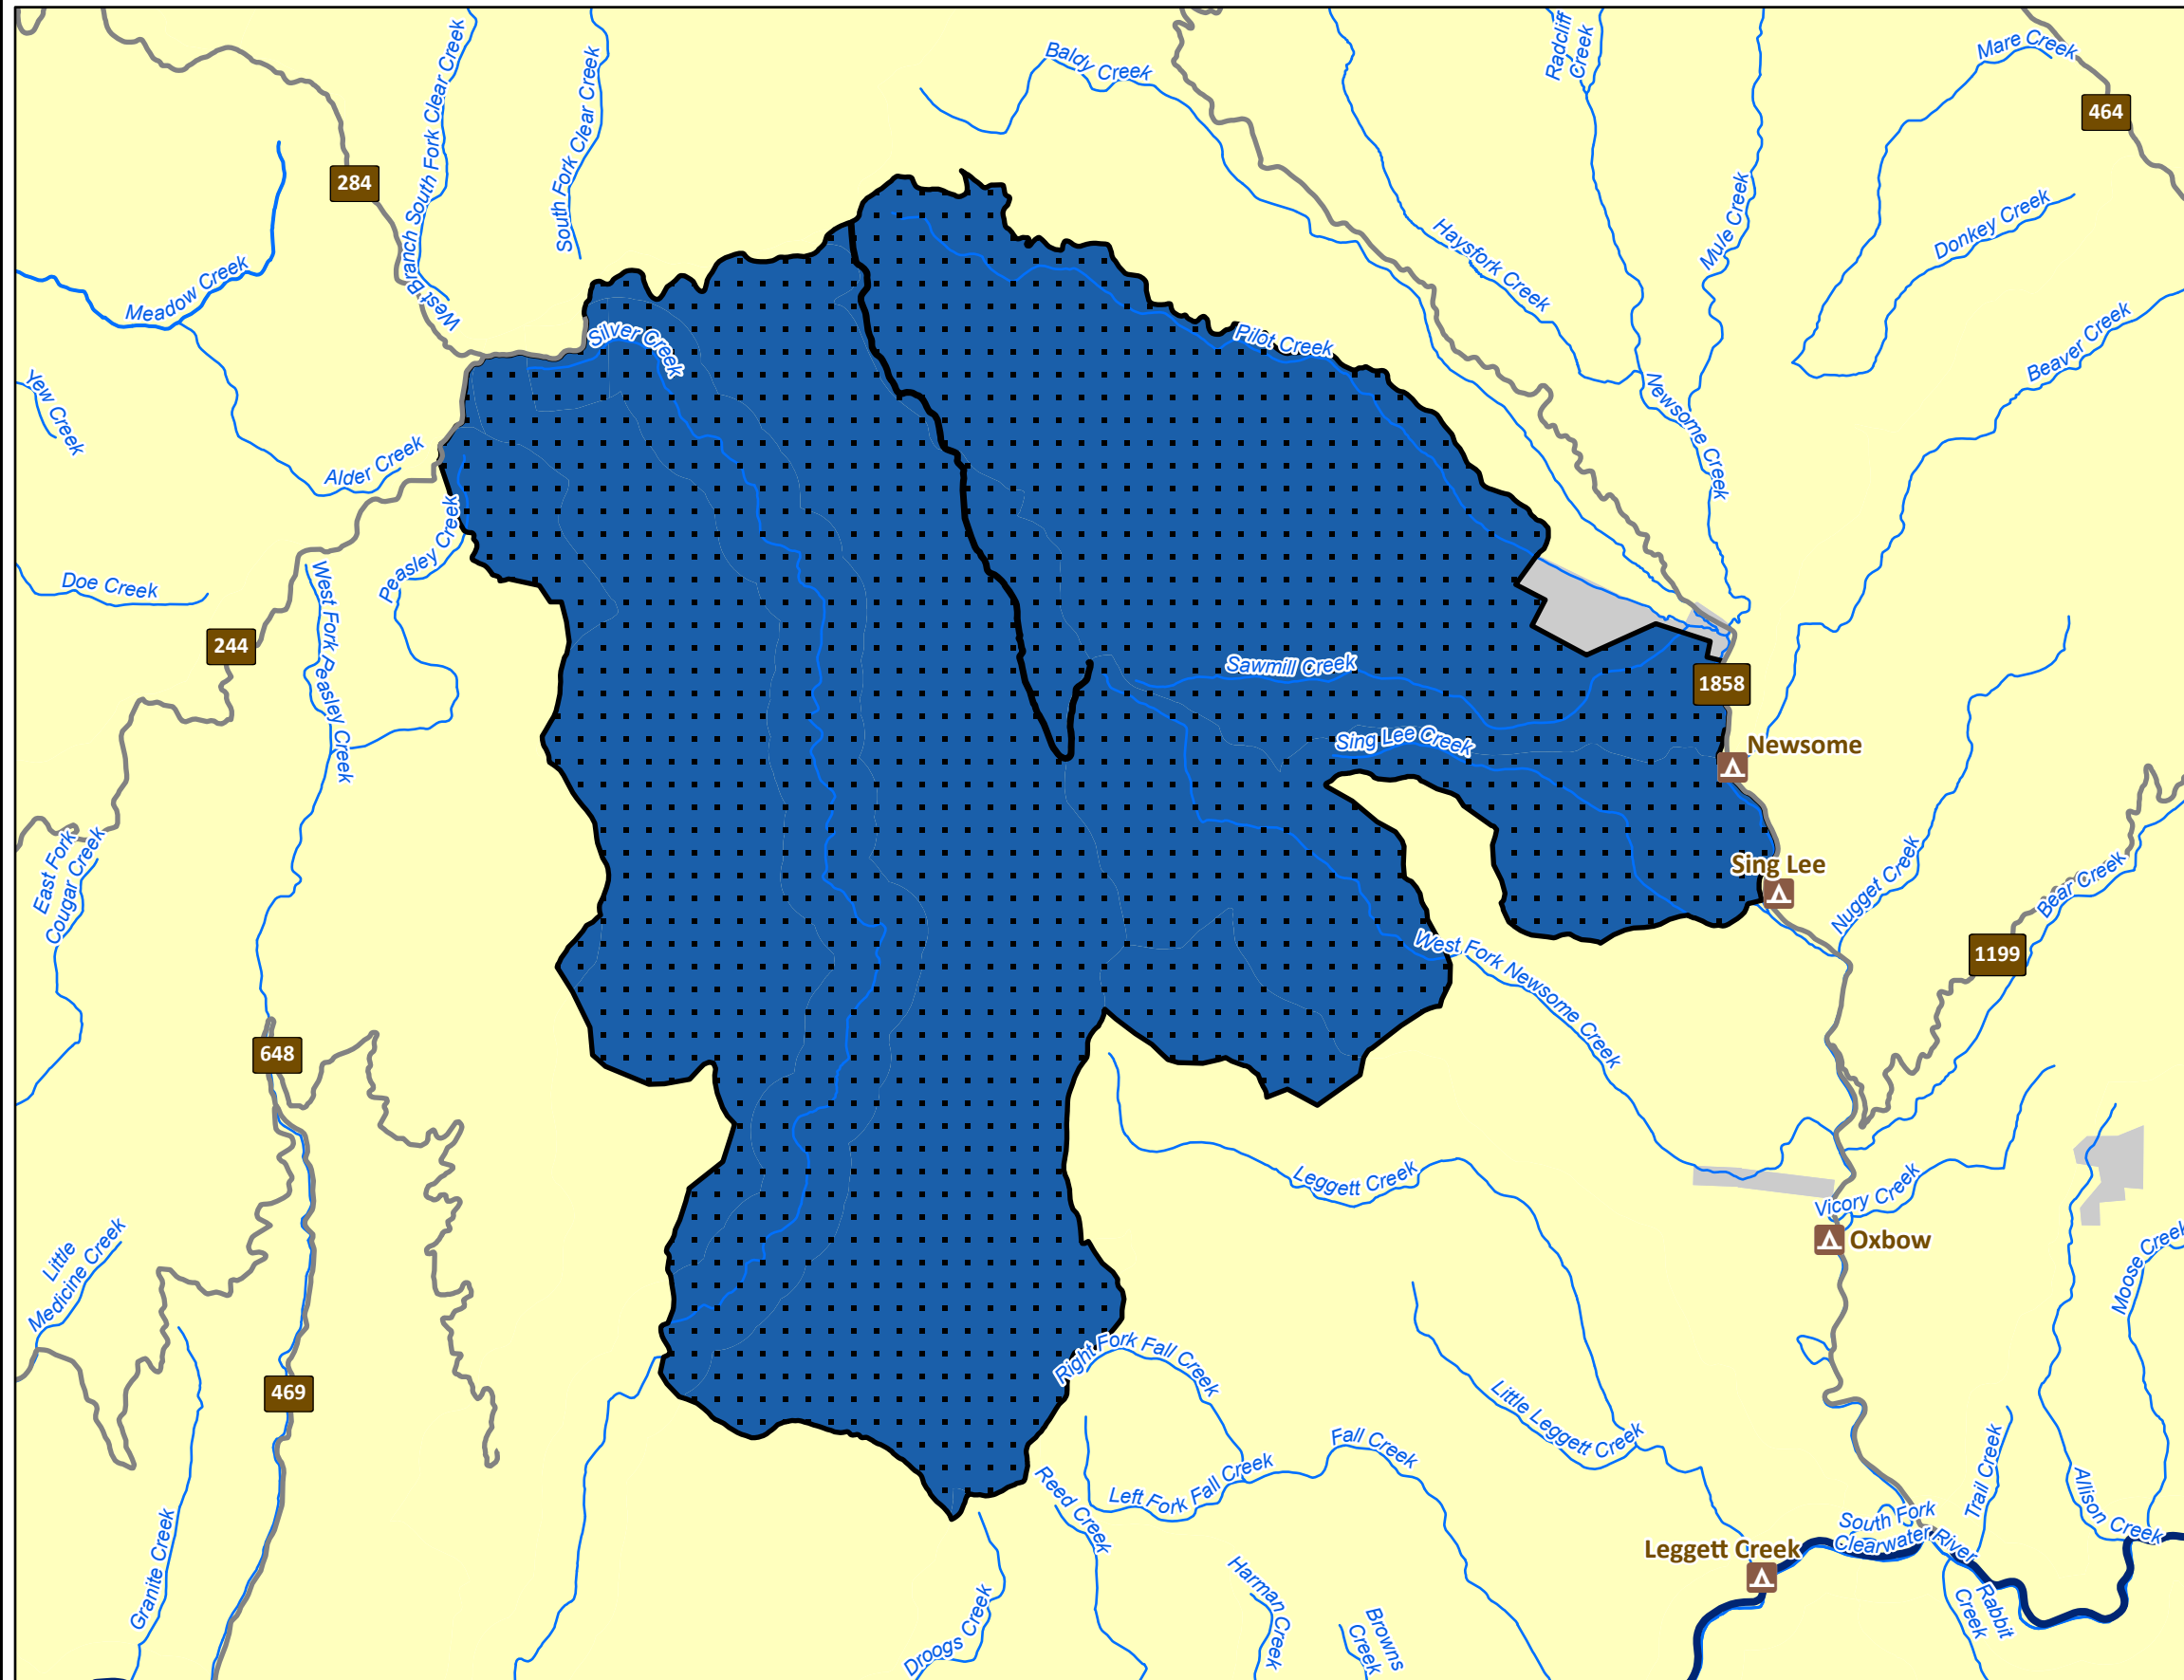 West Branch South Fork Clear Creek
South Fork Clear Creek
Baldy Creek
Radcliff
Creek
Mare Creek
464
284
Haysfork Creek
Mule Creek
Donkey Creek
Meadow Creek
Beaver Creek
Silver Creek
Pilot Creek
Yew Creek
Newsome Creek
Alder Creek
Peasley Creek
Doe Creek
West Fork Peasley Creek
244
Sawmill Creek
1858
Sing Lee Creek
Newsome
East Fork
Cougar Creek
Sing Lee
Nugget Creek
Bear Creek
West Fork Newsome Creek
1199
648
Leggett Creek
Vicory Creek
Oxbow
Little
Medicine Creek
Moose Creek
Right Fork Fall Creek
469
Little Leggett Creek
Fall Creek
Left Fork Fall Creek
Reed Creek
Trail Creek
Allison Creek
Granite Creek
South Fork
Clearwater River
Leggett Creek
Harman Creek
Droogs Creek
Browns
Creek
Rabbit
Creek